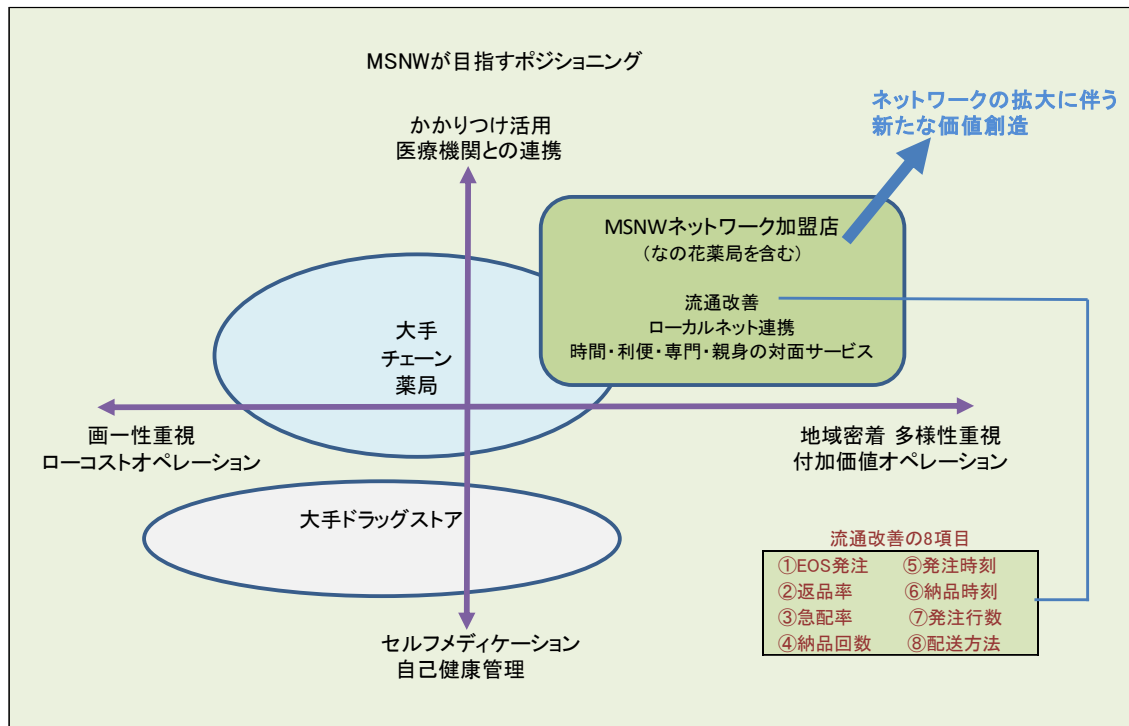 MSNWが目指すポジショニング
ネットワークの拡大に伴う
新たな価値創造
かかりつけ活用
医療機関との連携
MSNWネットワーク加盟店
（なの花薬局を含む）
流通改善
ローカルネット連携
時間・利便・専門・親身の対面サービス
大手
チェーン
薬局
画一性重視
ローコストオペレーション
地域密着 多様性重視
付加価値オペレーション
大手ドラッグストア
流通改善の8項目
①EOS発注 ⑤発注時刻
②返品率 ⑥納品時刻
③急配率 ⑦発注行数
④納品回数 ⑧配送方法
セルフメディケーション
自己健康管理